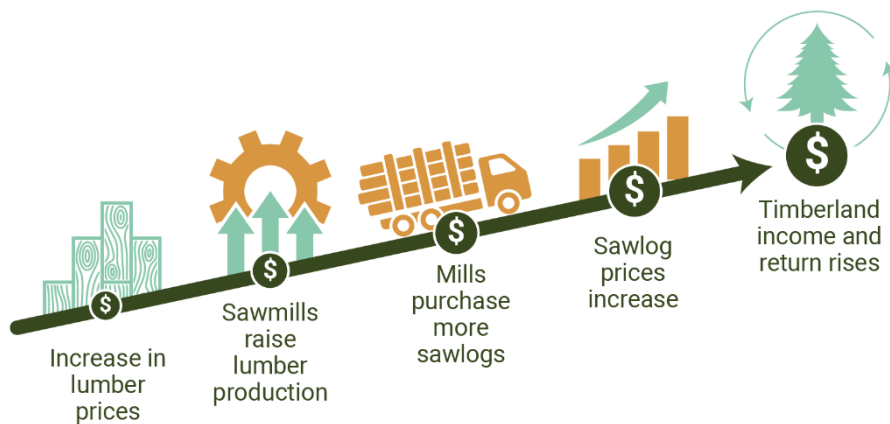 $
Increase in
lumber
prices
$
Sawmills
raise
lumber
production
$
Mills
purchase
more
sawlogs
$
Sawlog
prices
increase
$
Timberland
income and
return rises